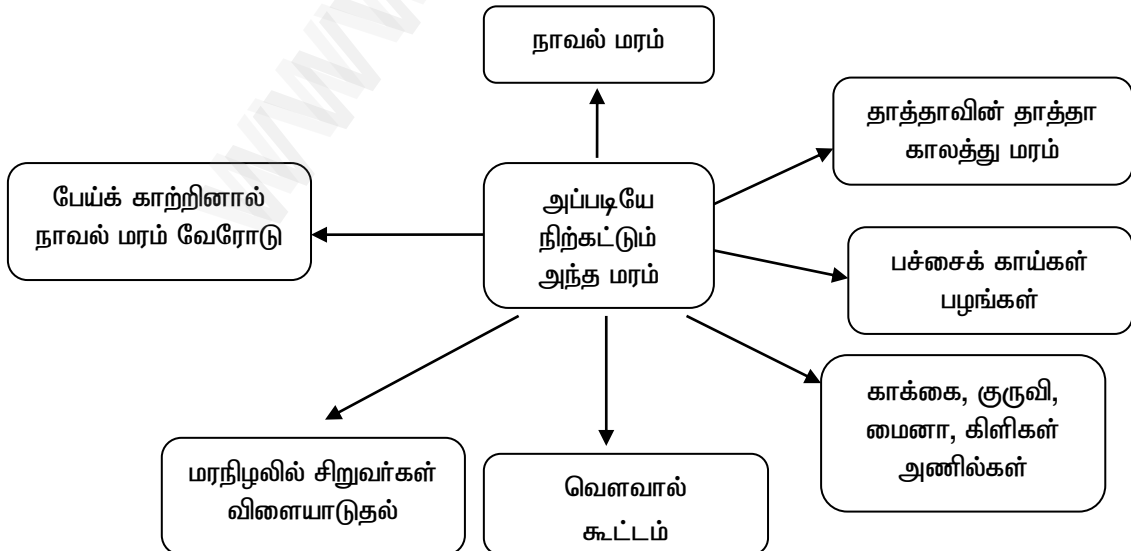 நாவல் மரம்
தாத்தாவின் தாத்தா
காலத்து மரம்
பேய்க் காற்றினால்
நாவல் மரம் வேரோடு
அப்படியே
நிற்கட்டும்
அந்த மரம்
பச்சைக் காய்கள்
பழங்கள்
காக்கை, குருவி,
மைனா, கிளிகள்
அணில்கள்
மரநிழலில் சிறுவர்கள்
விளையாடுதல்
வௌவால்
கூட்டம்